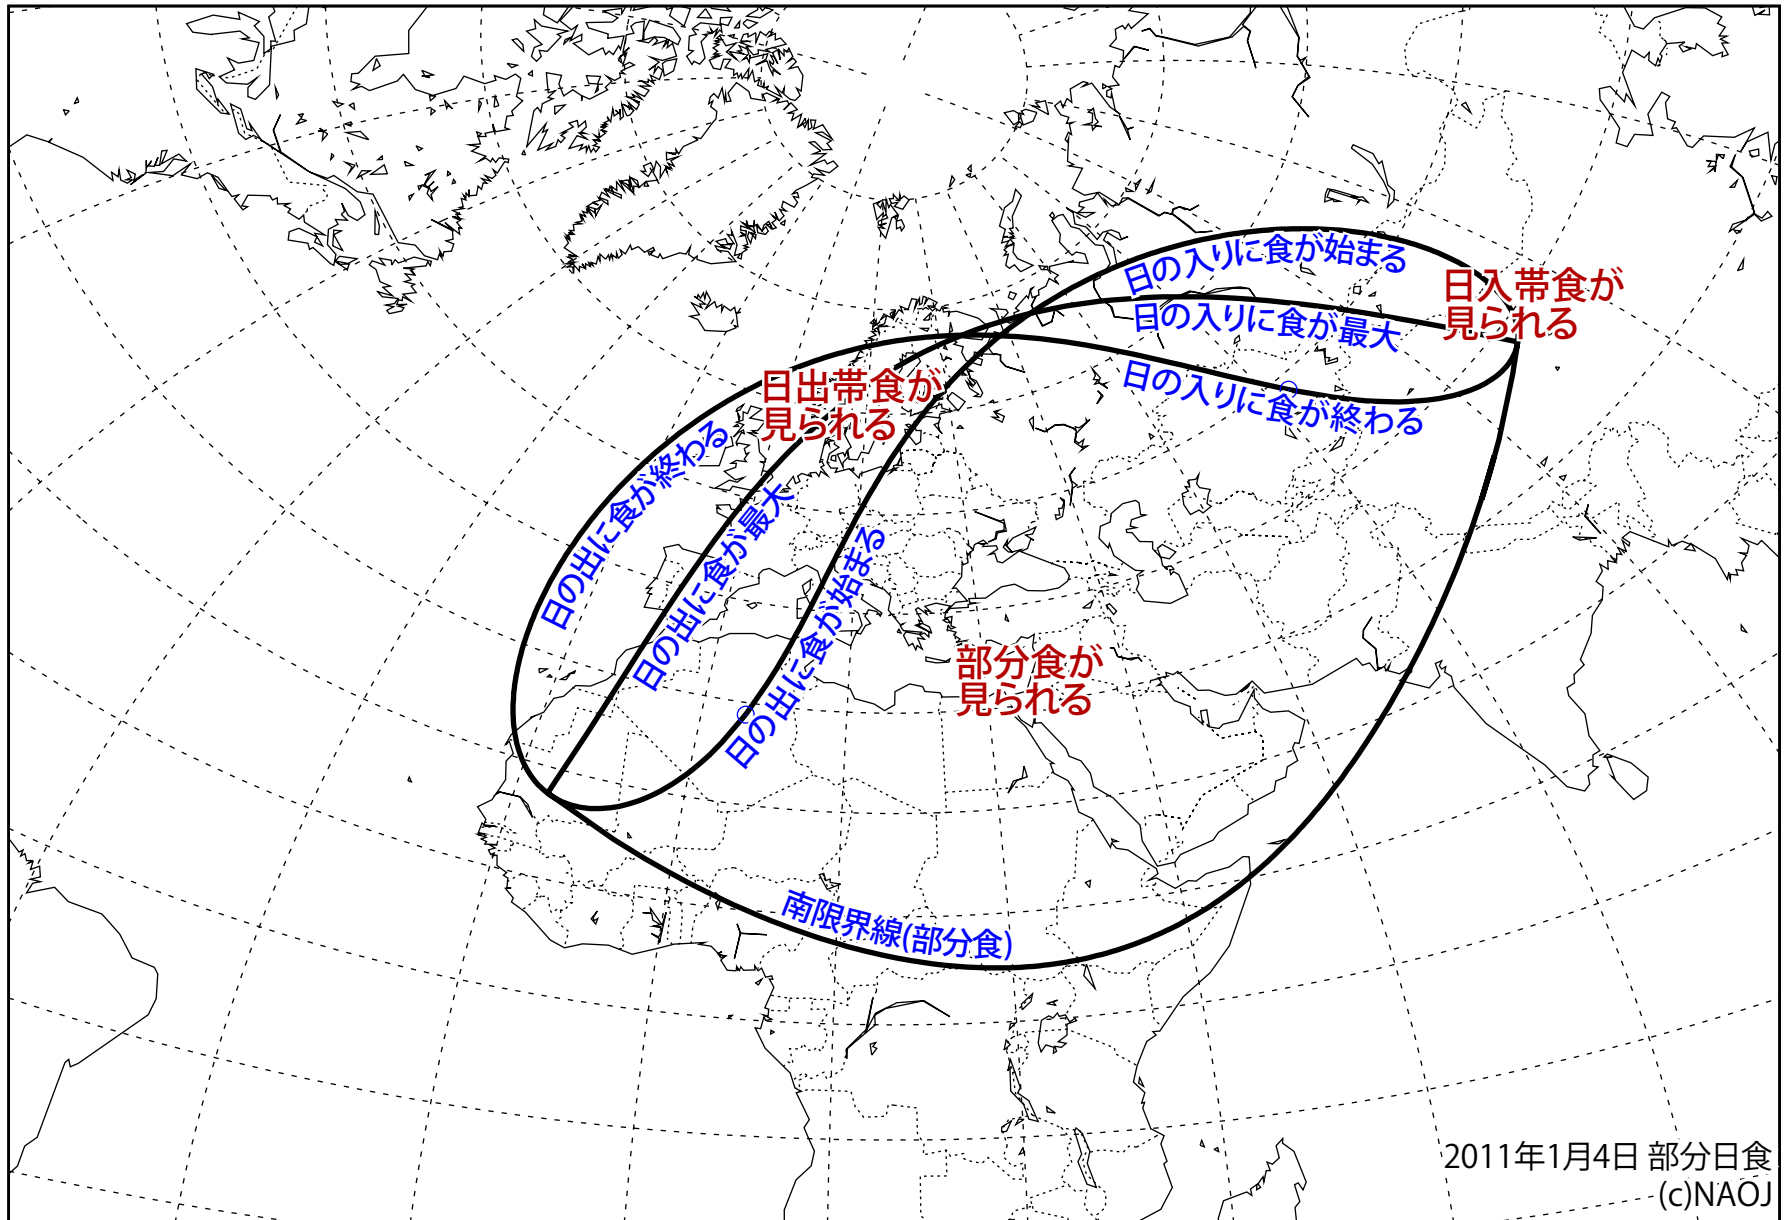 日の入りに食が始まる
日入帯食が
見られる
日の入りに食が最大
日の入りに食が終わる
日出帯食が
見られる
日の出に食が終わる
日の出に食が最大
日の出に食が始まる
部分食が
見られる
南限界線(部分食)
2011年1月4日 部分日食
(c)NAOJ